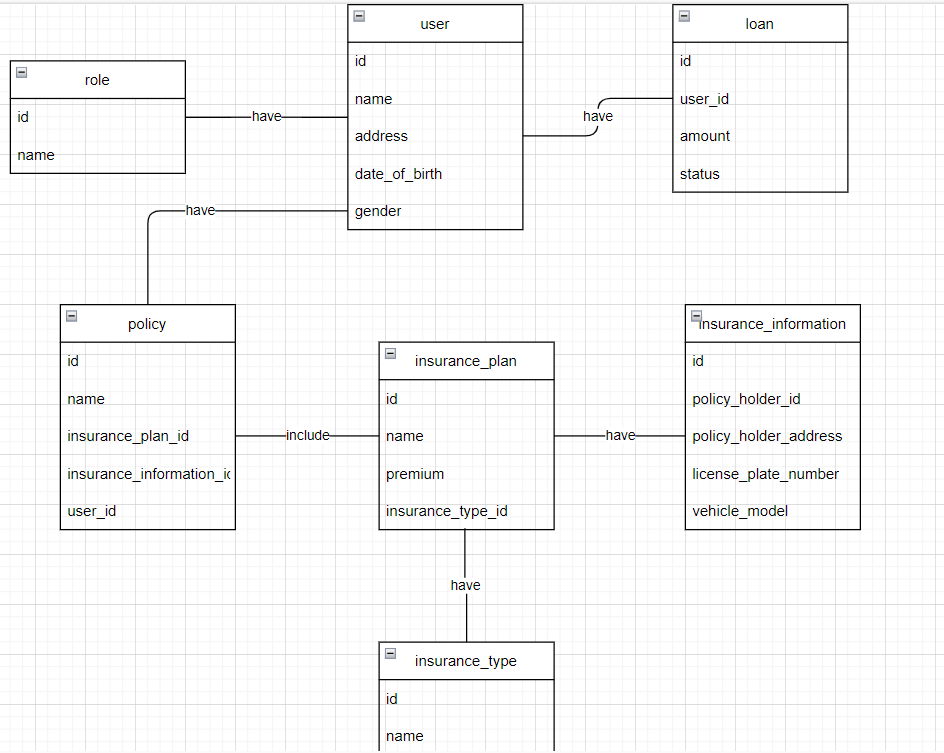 user
id
name
address
date_of_birth
gender
loan
id
user_id
amount
status
role
id
name
have
have
have
policy
id
name
insurance_plan_id
insurance_information_ic
user_id
include
insurance_plan
id
name
premium
insurance_type_id
have
insurance_information
id
policy_holder_id
policy_holder_address
license_plate_number
vehicle_model
have
insurance_type
id
name